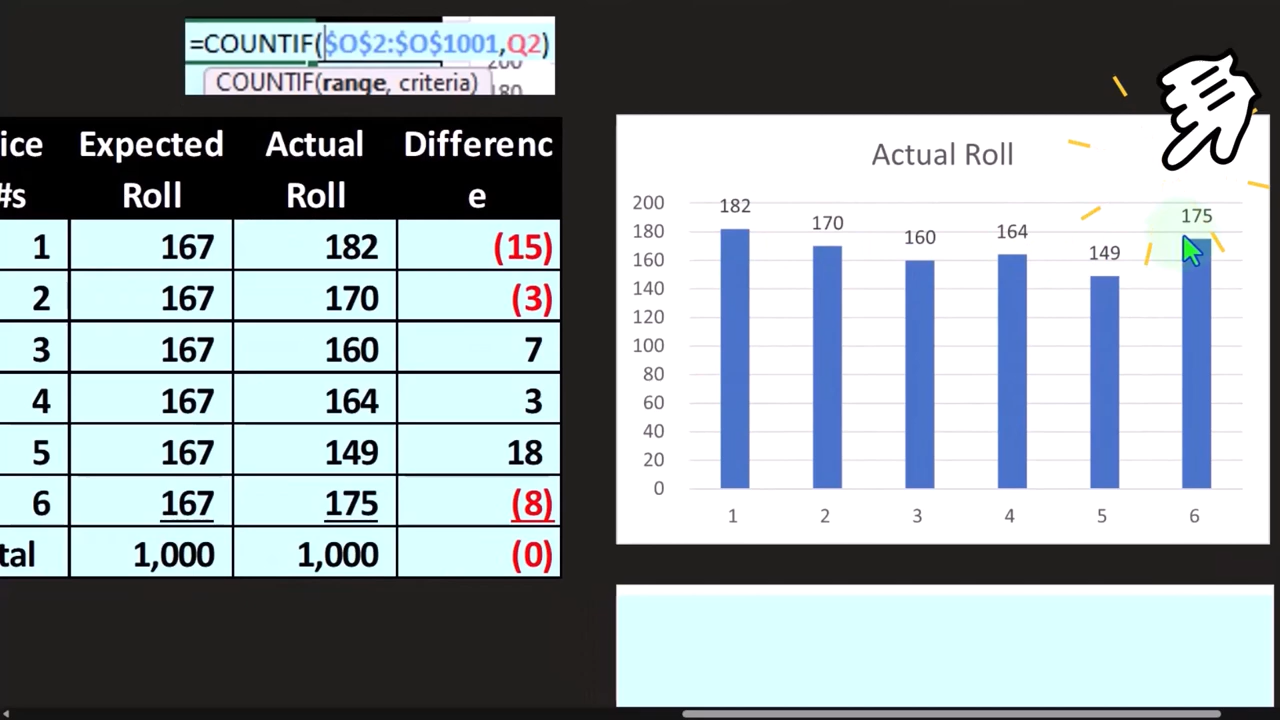 =COUNTIF($O$2:$O$1001,Q2)
COUNTIF(range, criteria)
200
180
ice Expected Actual Differenc
#s Roll Roll e
1 167 182 (15)
2 167 170 (3)
3 167 160 7
4 167 164 3
5 167 149 18
6 167 175 (8)
tal 1,000 1,000 (0)
Actual Roll
200
180
160
140
120
100
80
60
40
20
0
182
170
160
164
149
175
1 2 3 4 5 6